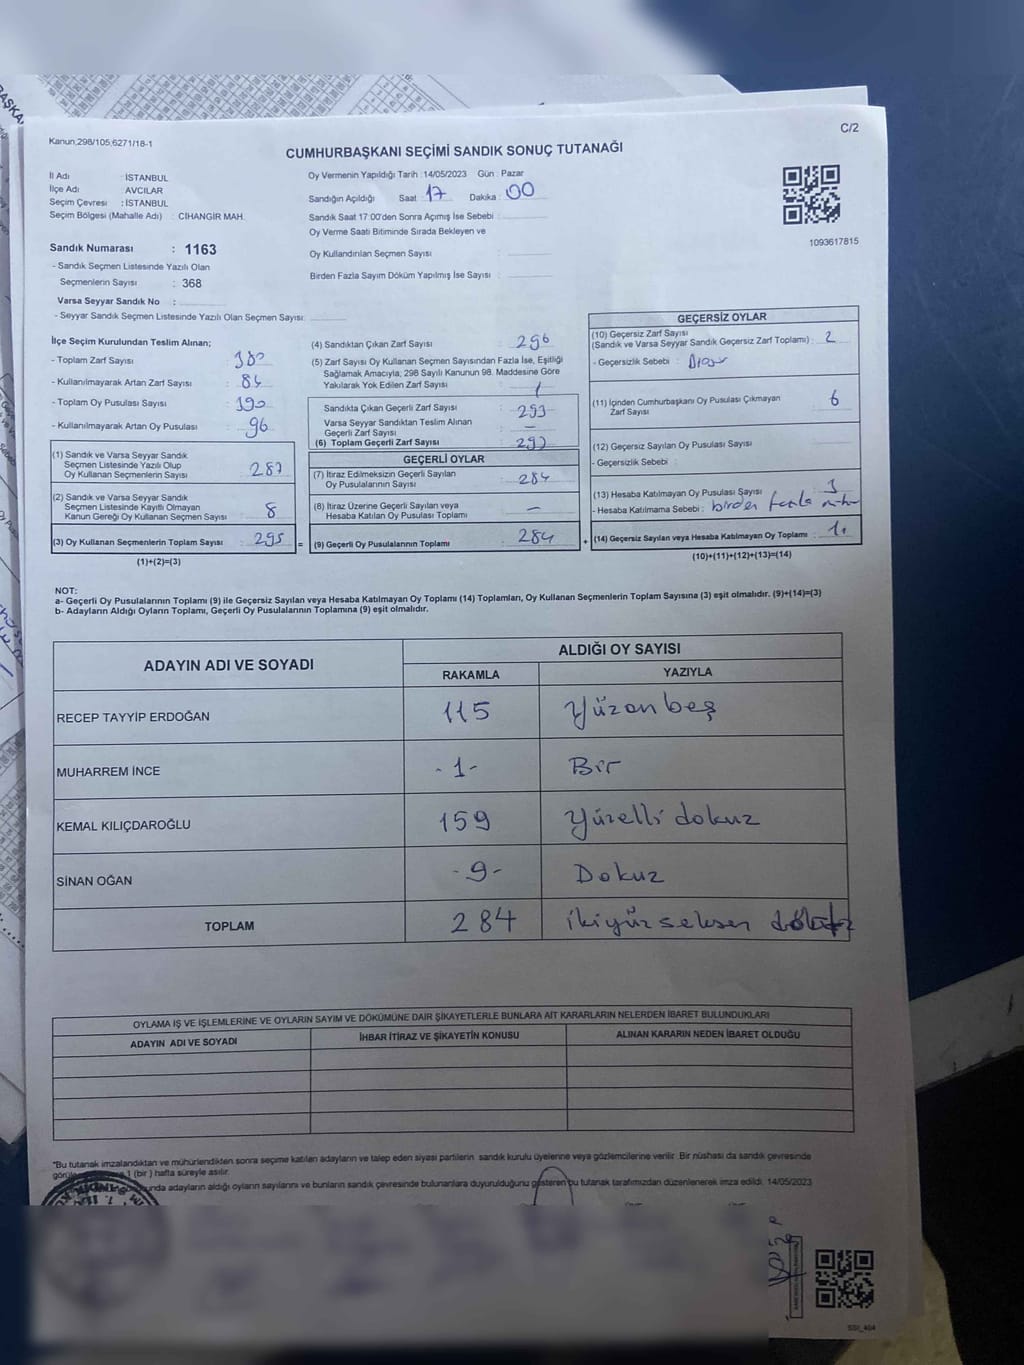 C/2
Kanun,298/105,6271/18-1
CUMHURBAŞKANI SEÇİMİ SANDIK SONUÇ TUTANAĞI
İl Adı : İSTANBUL
İlçe Adı : AVCILAR
Seçim Çevresi : İSTANBUL
Seçim Bölgesi (Mahalle Adı) : CİHANGİR MAH.
Oy Vermenin Yapıldığı Tarih : 14/05/2023 Gün : Pazar
Sandığın Açıldığı Saat : 17 Dakika : 00
Sandık Saat 17:00'den Sonra Açımış İse Sebebi :
Oy Verme Saati Bitiminde Sırada Bekleyen ve
Oy Kullandırılan Seçmen Sayısı :
Birden Fazla Sayım Döküm Yapılmış İse Sayısı :
1093617815
Sandık Numarası : 1163
- Sandık Seçmen Listesinde Yazılı Olan
Seçmenlerin Sayısı : 368
Varsa Seyyar Sandık No :
- Seyyar Sandık Seçmen Listesinde Yazılı Olan Seçmen Sayısı:
İlçe Seçim Kurulundan Teslim Alınan;
- Toplam Zarf Sayısı : 380
- Kullanılmayarak Artan Zarf Sayısı : 84
- Toplam Oy Pusulası Sayısı : 390
- Kullanılmayarak Artan Oy Pusulası : 96
(1) Sandık ve Varsa Seyyar Sandık
Seçmen Listesinde Yazılı Olup
Oy Kullanan Seçmenlerin Sayısı : 287
(2) Sandık ve Varsa Seyyar Sandık
Seçmen Listesinde Kayıtlı Olmayan
Kanun Gereği Oy Kullanan Seçmen Sayısı : 8
(3) Oy Kullanan Seçmenlerin Toplam Sayısı : 295 =
(1)+(2)=(3)
(4) Sandıktan Çıkan Zarf Sayısı : 296
(5) Zarf Sayısı Oy Kullanan Seçmen Sayısından Fazla İse, Eşitliği
Sağlamak Amacıyla; 298 Sayılı Kanunun 98. Maddesine Göre
Yakılarak Yok Edilen Zarf Sayısı : 1
Sandıkta Çıkan Geçerli Zarf Sayısı : 293
Varsa Seyyar Sandıktan Teslim Alınan
Geçerli Zarf Sayısı : –
(6) Toplam Geçerli Zarf Sayısı : 293
GEÇERLİ OYLAR
(7) İtiraz Edilmeksizin Geçerli Sayılan
Oy Pusulalarının Sayısı : 284
(8) İtiraz Üzerine Geçerli Sayılan veya
Hesaba Katılan Oy Pusulası Toplamı : –
(9) Geçerli Oy Pusulalarının Toplamı : 284 +
GEÇERSİZ OYLAR
(10) Geçersiz Zarf Sayısı
(Sandık ve Varsa Seyyar Sandık Geçersiz Zarf Toplamı) : 2
- Geçersizlik Sebebi :
(11) İçinden Cumhurbaşkanı Oy Pusulası Çıkmayan
Zarf Sayısı : 6
(12) Geçersiz Sayılan Oy Pusulası Sayısı
- Geçersizlik Sebebi :
(13) Hesaba Katılmayan Oy Pusulası Sayısı : 3
- Hesaba Katılmama Sebebi : birden fazla
(14) Geçersiz Sayılan veya Hesaba Katılmayan Oy Toplamı :
(10)+(11)+(12)+(13)=(14)
NOT:
a- Geçerli Oy Pusulalarının Toplamı (9) ile Geçersiz Sayılan veya Hesaba Katılmayan Oy Toplamı (14) Toplamları, Oy Kullanan Seçmenlerin Toplam Sayısına (3) eşit olmalıdır. (9)+(14)=(3)
b- Adayların Aldığı Oyların Toplamı, Geçerli Oy Pusulalarının Toplamına (9) eşit olmalıdır.
ADAYIN ADI VE SOYADI
ALDIĞI OY SAYISI
RAKAMLA YAZIYLA
RECEP TAYYİP ERDOĞAN 115 Yüzonbeş
MUHARREM İNCE -1- Bir
KEMAL KILIÇDAROĞLU 159 Yüzelli dokuz
SİNAN OĞAN -9- Dokuz
TOPLAM 284 ikiyüzseksen
OYLAMA İŞ VE İŞLEMLERİNE VE OYLARIN SAYIM VE DÖKÜMÜNE DAİR ŞİKAYETLERLE BUNLARA AİT KARARLARIN NELERDEN İBARET BULUNDUKLARI
ADAYIN ADI VE SOYADI İHBAR İTİRAZ VE ŞİKAYETİN KONUSU ALINAN KARARIN NEDEN İBARET OLDUĞU
*Bu tutanak imzalandıktan ve mühürlendikten sonra seçime katılan adayların ve talep eden siyasi partilerin sandık kurulu üyelerine veya gözlemcilerine verilir. Bir nüshası da sandık çevresinde
1 (bir) hafta süreyle asılır.
adayların aldığı oyların sayılarını ve bunların sandık çevresinde bulunanlara duyurulduğunu gösteren bu tutanak tarafımızdan düzenlenerek imza edildi. 14/05/2023